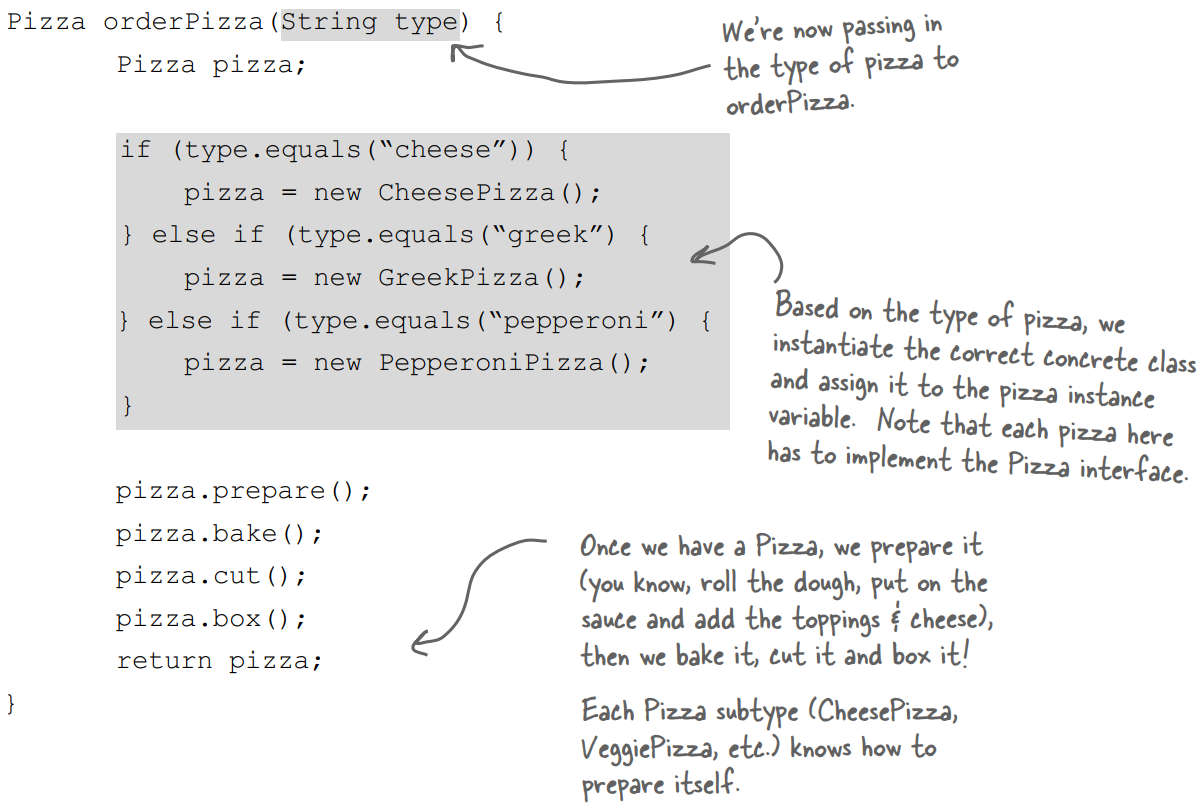 Pizza orderPizza(String type) {
Pizza pizza;
We're now passing in
the type of pizza to
orderPizza.
if (type.equals(“cheese”)) {
pizza = new CheesePizza();
} else if (type.equals(“greek”) {
pizza = new GreekPizza();
} else if (type.equals(“pepperoni”) {
pizza = new PepperoniPizza();
}
Based on the type of pizza, we
instantiate the correct concrete class
and assign it to the pizza instance
variable. Note that each pizza here
has to implement the Pizza interface.
pizza.prepare();
pizza.bake();
pizza.cut();
pizza.box();
return pizza;
}
Once we have a Pizza, we prepare it
(you know, roll the dough, put on the
sauce and add the toppings & cheese),
then we bake it, cut it and box it!
Each Pizza subtype (CheesePizza,
VeggiePizza, etc.) knows how to
prepare itself.